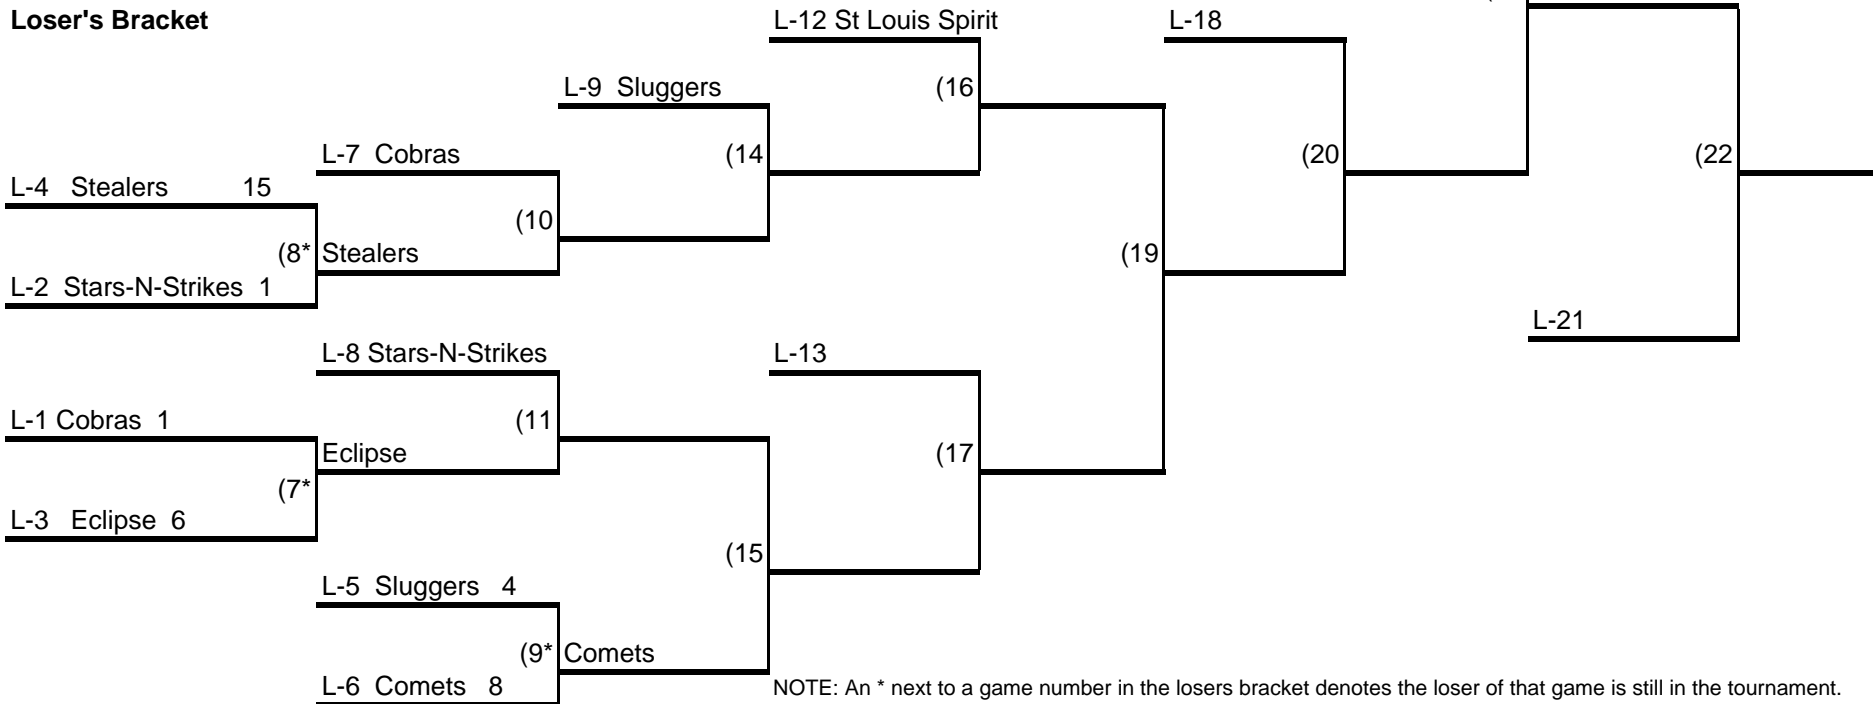 Loser's Bracket
L-12 St Louis Spirit
L-18
(
L-9 Sluggers
(16
L-7 Cobras
(14
(20
(22
L-4 Stealers 15
(10
(8* Stealers
(19
L-2 Stars-N-Strikes 1
L-21
L-8 Stars-N-Strikes
L-13
L-1 Cobras 1
(11
Eclipse
(17
(7*
L-3 Eclipse 6
(15
L-5 Sluggers 4
(9* Comets
L-6 Comets 8
NOTE: An * next to a game number in the losers bracket denotes the loser of that game is still in the tournament.